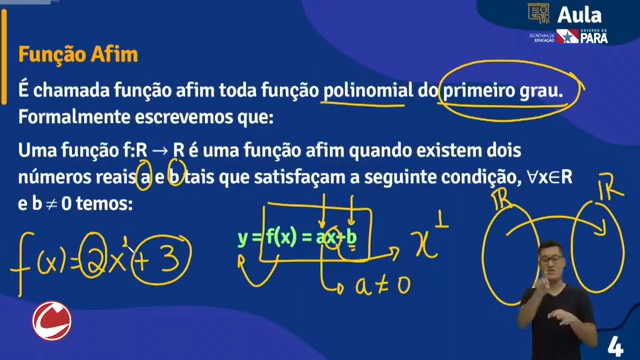 Aula
SECRETARIA DE
EDUCAÇÃO
GOVERNO DO
PARÁ
Função Afim
É chamada função afim toda função polinomial do primeiro grau.
Formalmente escrevemos que:
Uma função f:R → R é uma função afim quando existem dois
números reais a e b tais que satisfaçam a seguinte condição, ∀x∈R
e b ≠ 0 temos:
ℝ ℝ
y = f(x) = ax+b
x¹
f(x) = 2x¹ + 3
a ≠ 0
4